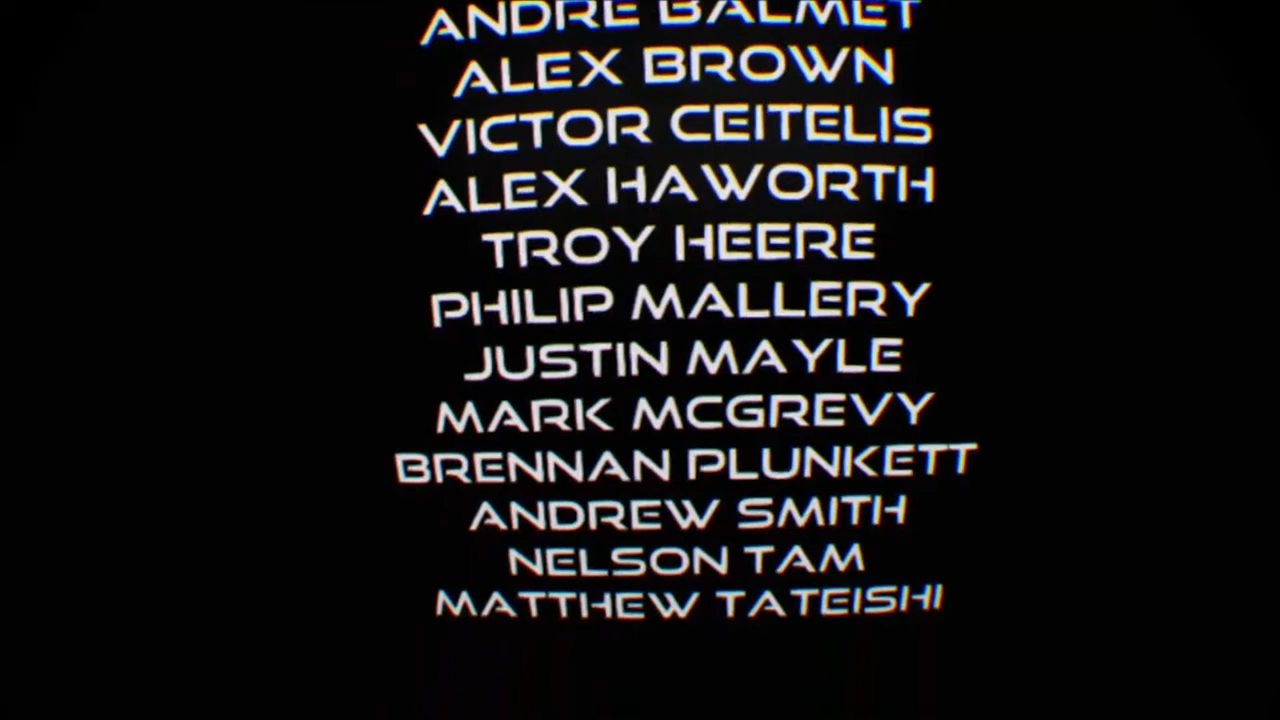 ANDRE BALMET
ALEX BROWN
VICTOR CEITELIS
ALEX HAWORTH
TROY HEERE
PHILIP MALLERY
JUSTIN MAYLE
MARK MCGREVY
BRENNAN PLUNKETT
ANDREW SMITH
NELSON TAM
MATTHEW TATEISHI